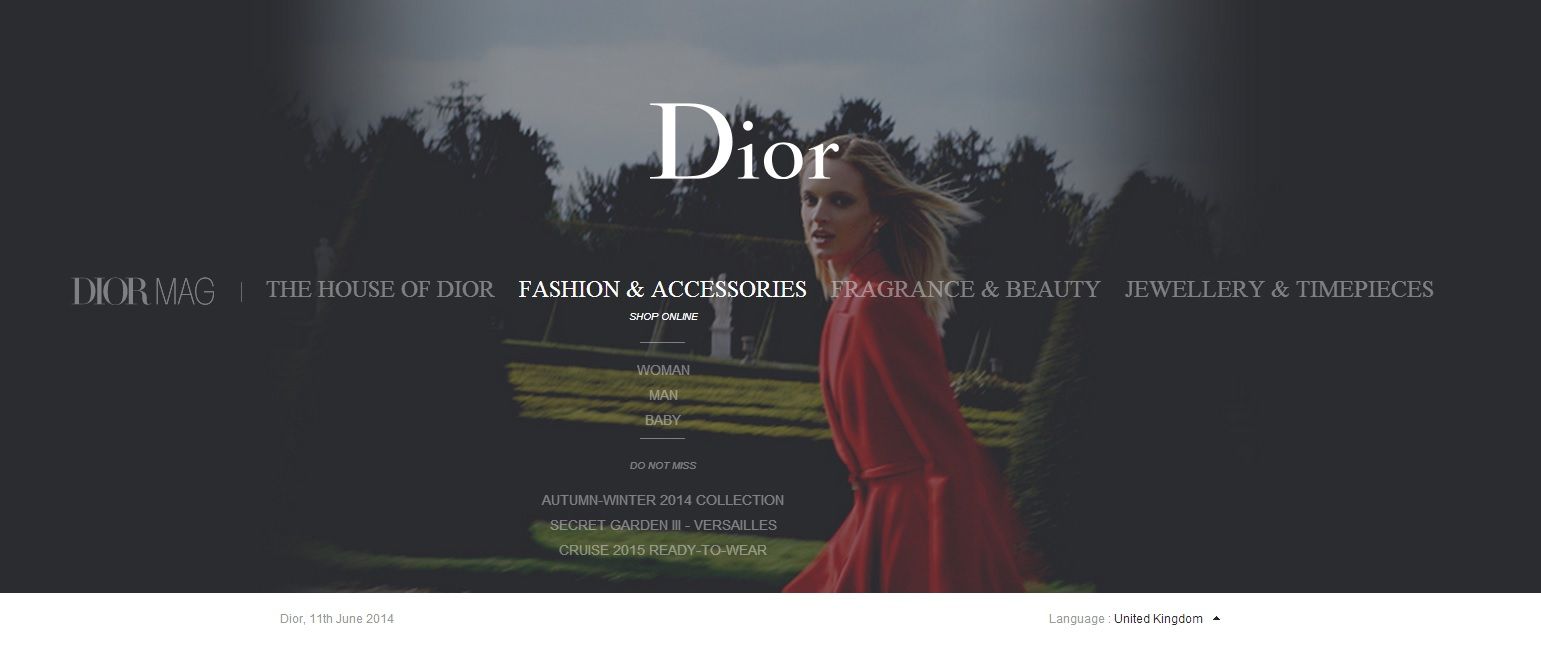 Dior
DIOR MAG
THE HOUSE OF DIOR
FASHION & ACCESSORIES
FRAGRANCE & BEAUTY
JEWELLERY & TIMEPIECES
SHOP ONLINE
WOMAN
MAN
BABY
DO NOT MISS
AUTUMN-WINTER 2014 COLLECTION
SECRET GARDEN III - VERSAILLES
CRUISE 2015 READY-TO-WEAR
Dior, 11th June 2014
Language : United Kingdom